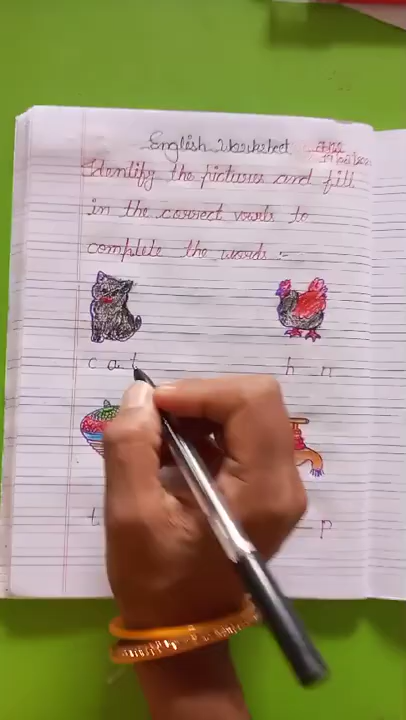 English Worksheet
Identify the pictures and fill
in the correct vowels to
complete the words :-
c a t
h _ n
t
_ p